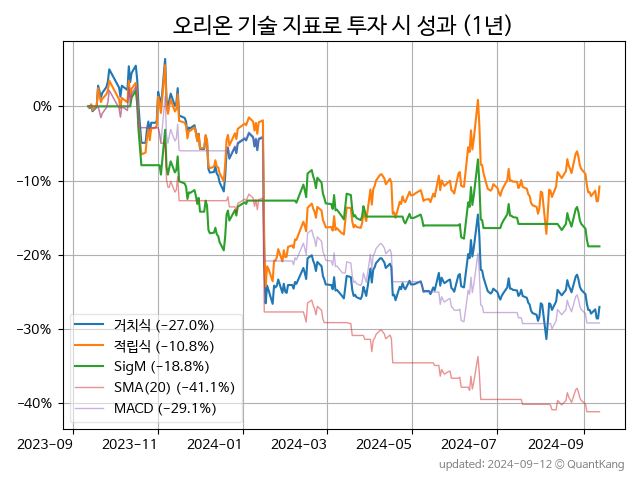 오리온 기술 지표로 투자 시 성과 (1년)
0%
−10%
−20%
−30%
−40%
거치식 (−27.0%)
적립식 (−10.8%)
SigM (−18.8%)
SMA(20) (−41.1%)
MACD (−29.1%)
2023−09 2023−11 2024−01 2024−03 2024−05 2024−07 2024−09
updated: 2024−09−12 © QuantKang